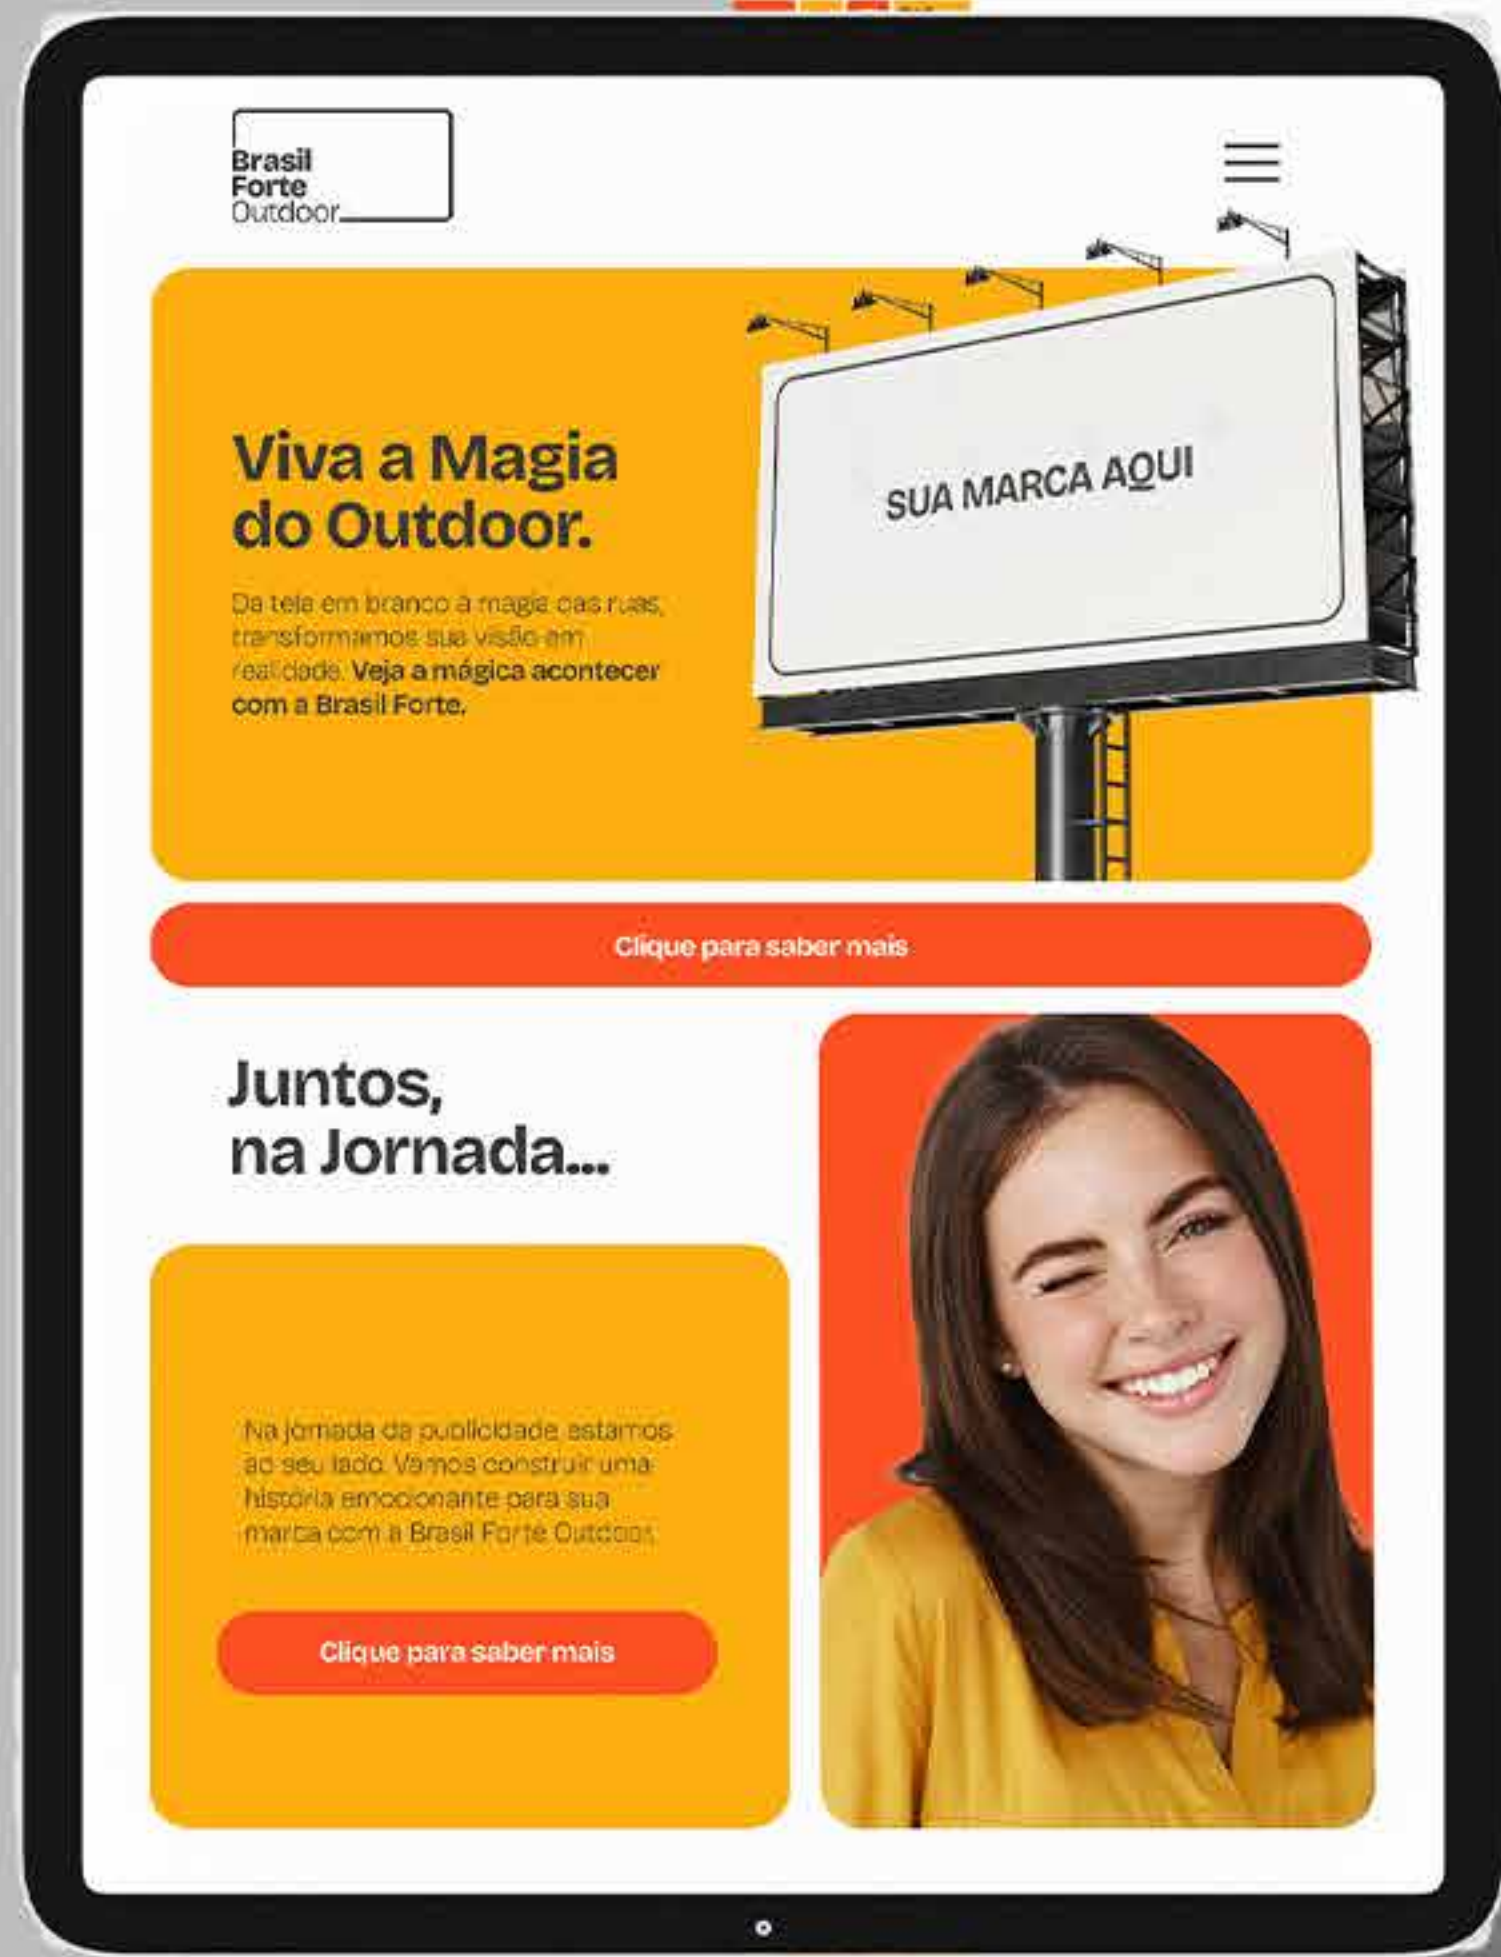 Brasil
Forte
Outdoor
Viva a Magia
do Outdoor.
SUA MARCA AQUI
Da tela em branco à magia das ruas,
transformamos sua visão em
realidade. Veja a mágica acontecer
com a Brasil Forte.
Clique para saber mais
Juntos,
na Jornada...
Na jornada da publicidade, estamos
ao seu lado. Vamos construir uma
história emocionante para sua
marca com a Brasil Forte Outdoor.
Clique para saber mais